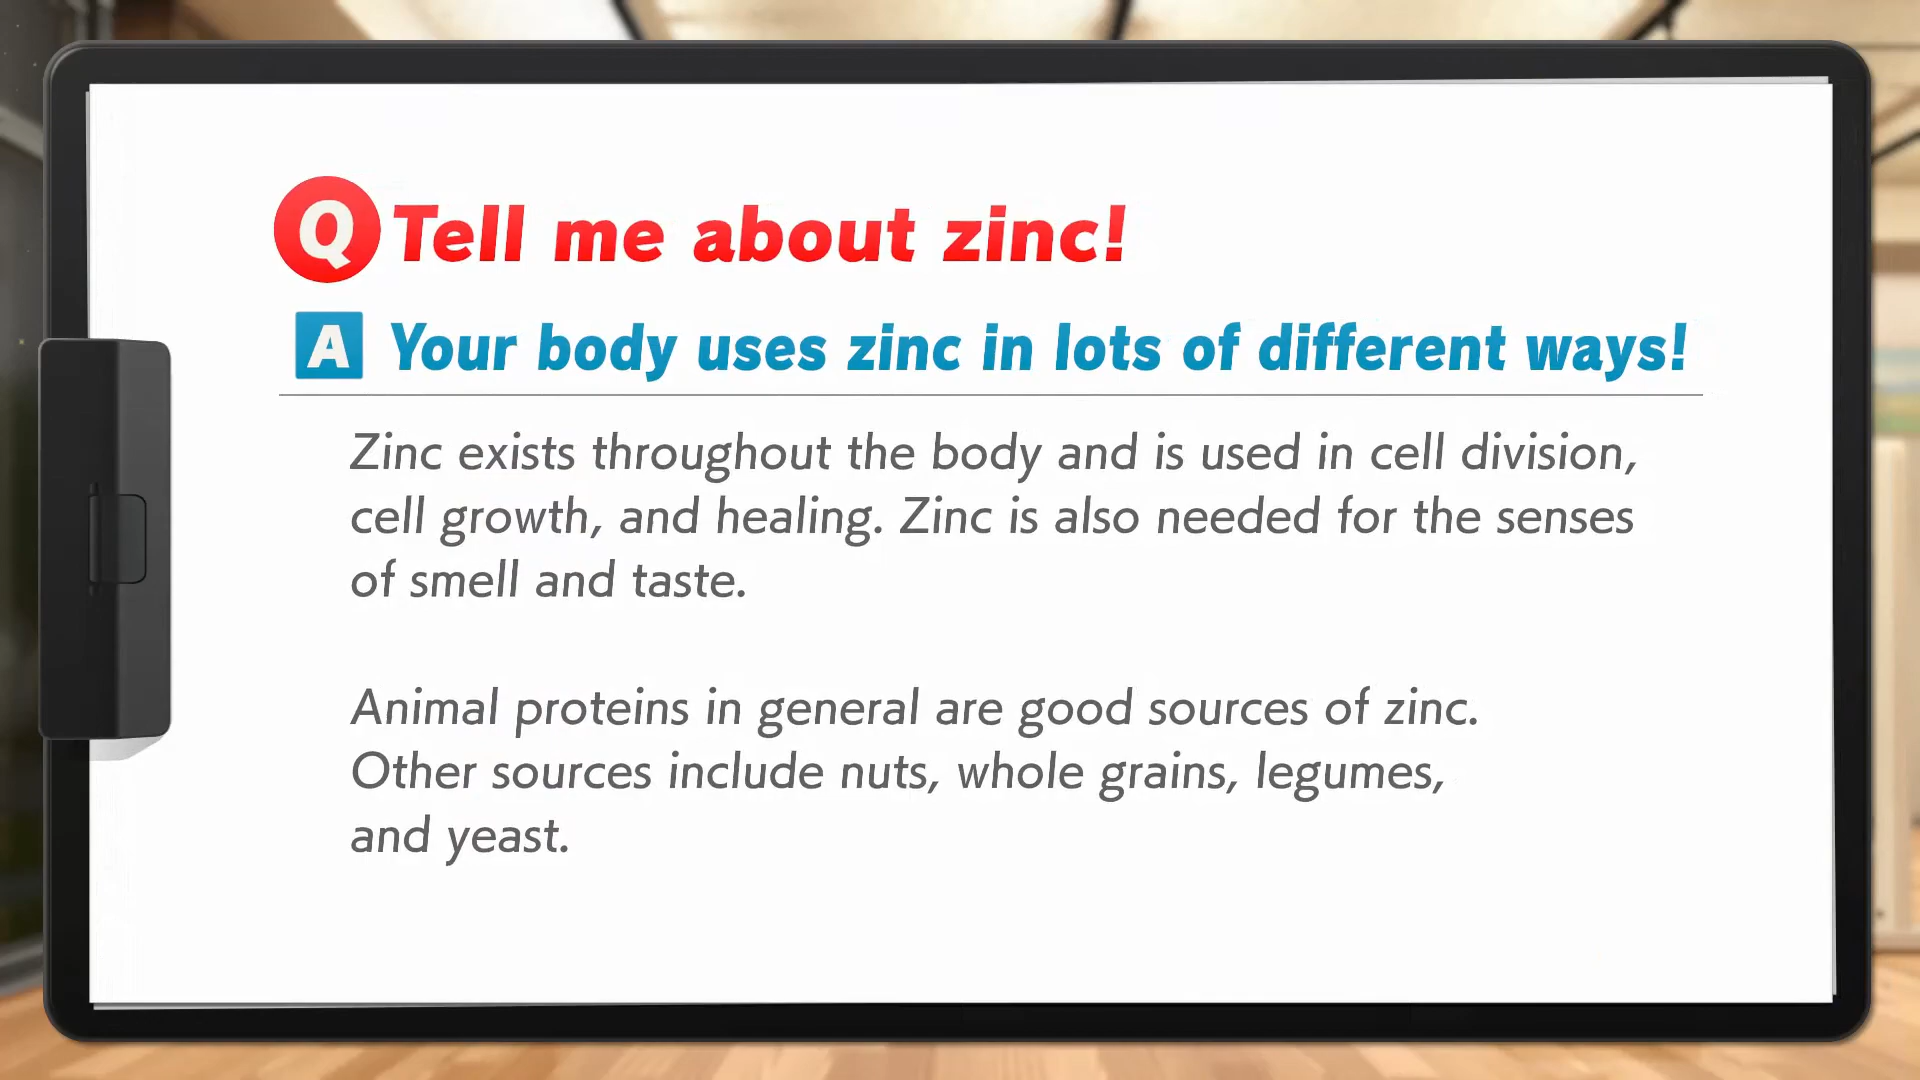 Q Tell me about zinc!
A Your body uses zinc in lots of different ways!
Zinc exists throughout the body and is used in cell division,
cell growth, and healing. Zinc is also needed for the senses
of smell and taste.
Animal proteins in general are good sources of zinc.
Other sources include nuts, whole grains, legumes,
and yeast.